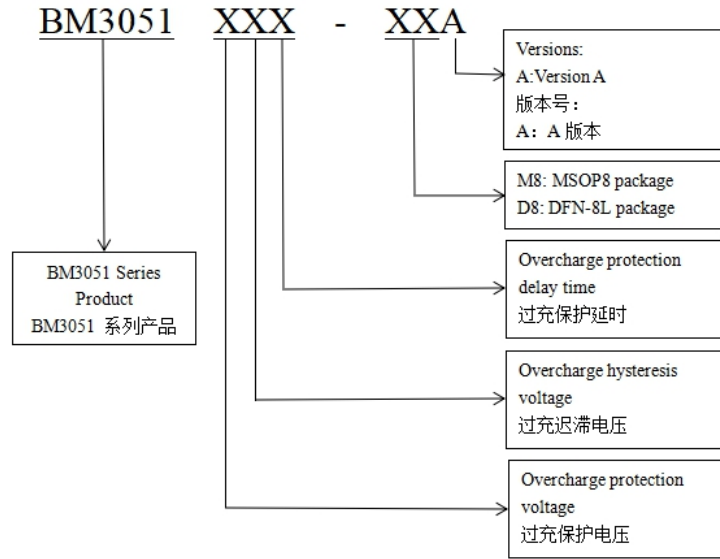 BM3051 XXX - XXA
Versions:
A:Version A
版本号：
A：A 版本
M8: MSOP8 package
D8: DFN-8L package
Overcharge protection
delay time
过充保护延时
BM3051 Series
Product
BM3051 系列产品
Overcharge hysteresis
voltage
过充迟滞电压
Overcharge protection
voltage
过充保护电压